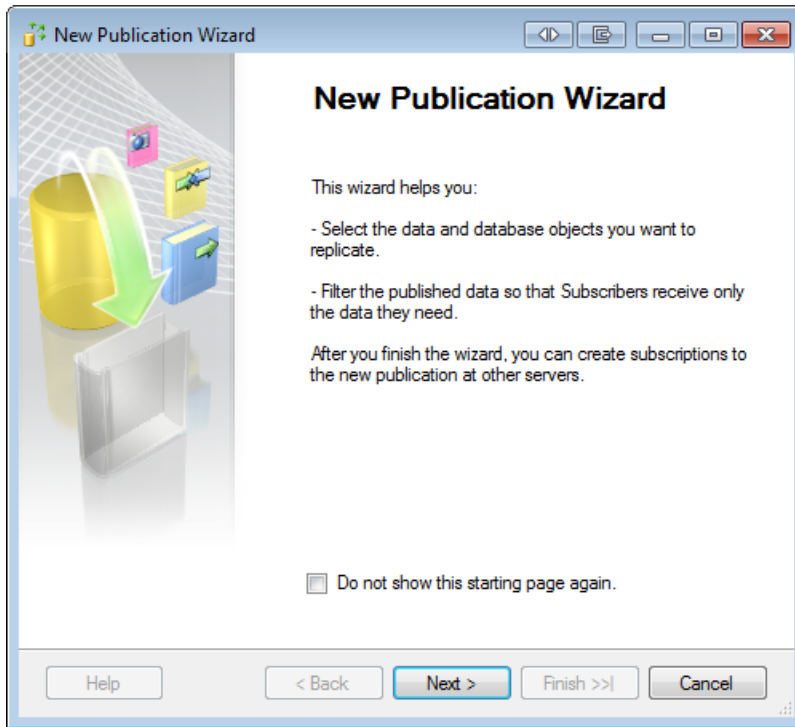 New Publication Wizard
New Publication Wizard
This wizard helps you:
- Select the data and database objects you want to
replicate.
- Filter the published data so that Subscribers receive only
the data they need.
After you finish the wizard, you can create subscriptions to
the new publication at other servers.
Do not show this starting page again.
Help
< Back
Next >
Finish >>|
Cancel